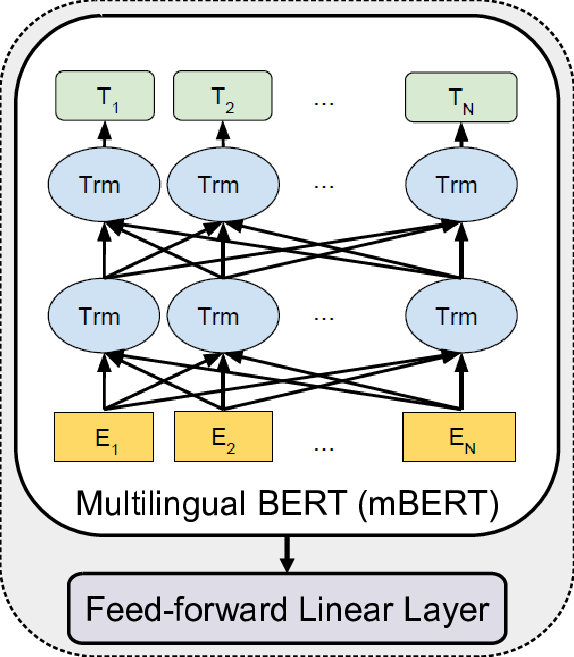 T1 T2 ... TN
Trm Trm ... Trm
Trm Trm ... Trm
E1 E2 ... EN
Multilingual BERT (mBERT)
Feed-forward Linear Layer